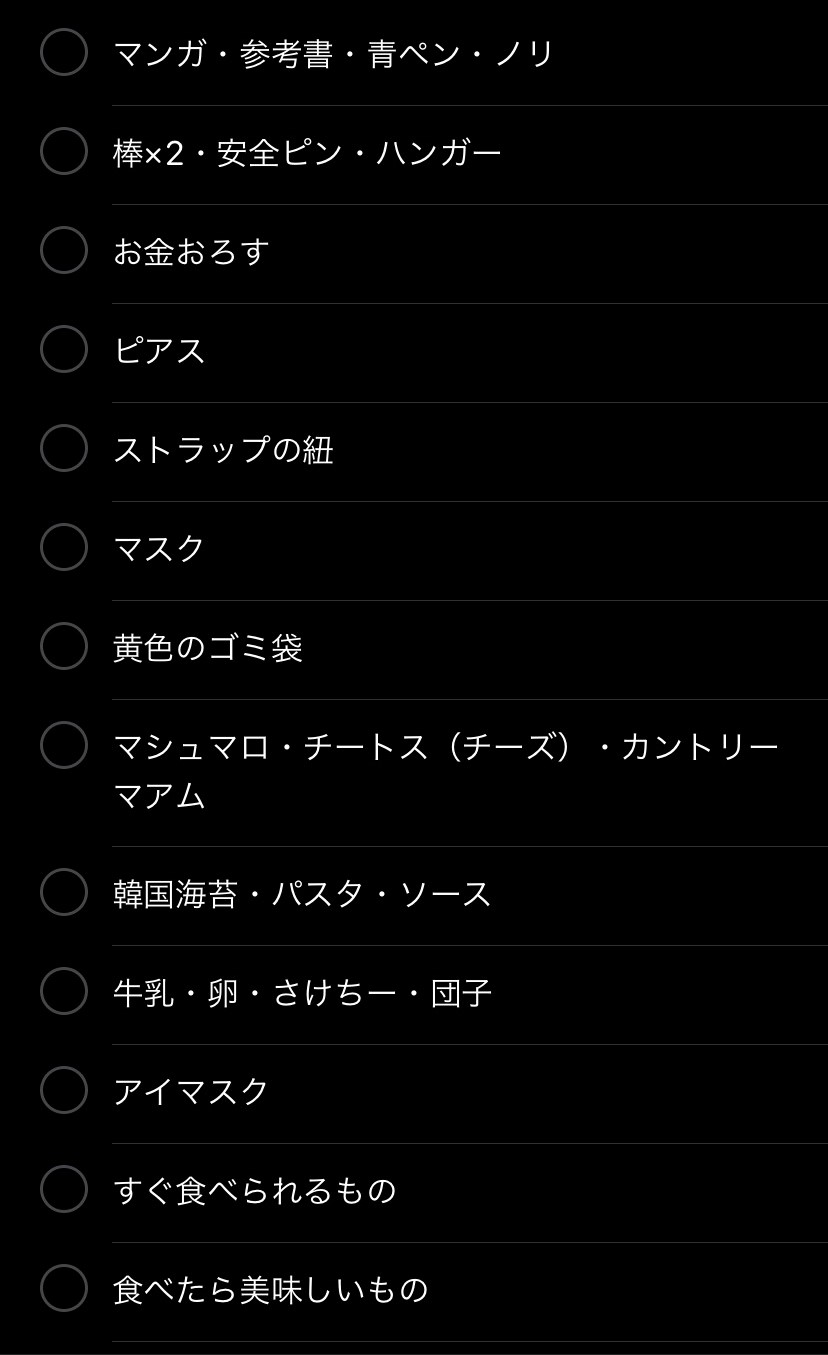 マンガ・参考書・青ペン・ノリ
棒×2・安全ピン・ハンガー
お金おろす
ピアス
ストラップの紐
マスク
黄色のゴミ袋
マシュマロ・チートス（チーズ）・カントリー
マアム
韓国海苔・パスタ・ソース
牛乳・卵・さけちー・団子
アイマスク
すぐ食べられるもの
食べたら美味しいもの